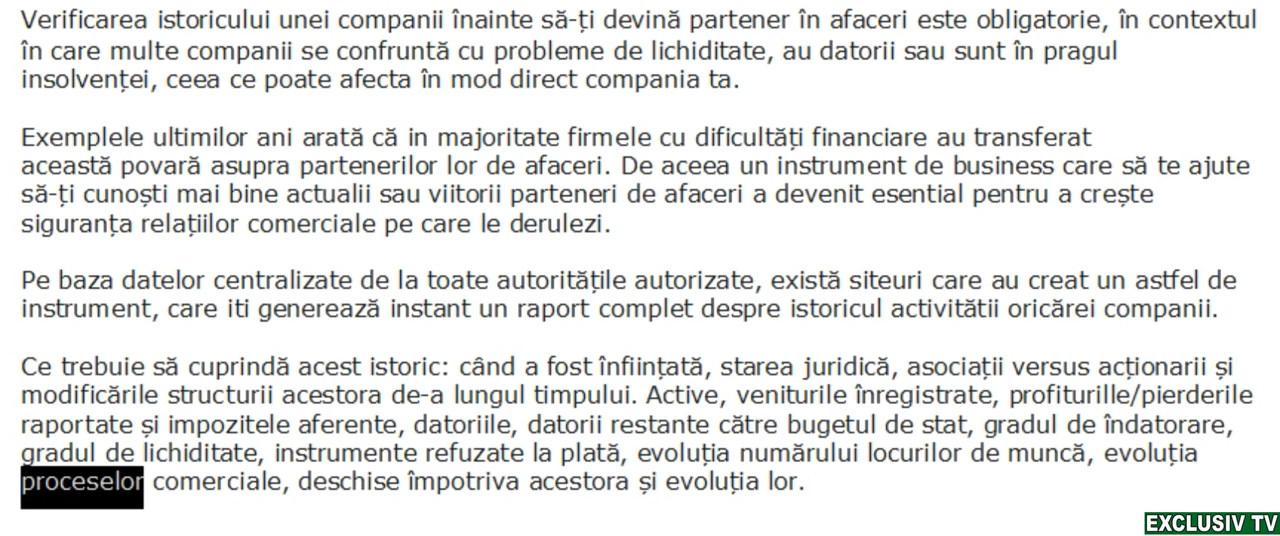 Verificarea istoricului unei companii înainte să-ți devină partener în afaceri este obligatorie, în contextul
în care multe companii se confruntă cu probleme de lichiditate, au datorii sau sunt în pragul
insolvenței, ceea ce poate afecta în mod direct compania ta.
Exemplele ultimilor ani arată că in majoritate firmele cu dificultăți financiare au transferat
această povară asupra partenerilor lor de afaceri. De aceea un instrument de business care să te ajute
să-ți cunoști mai bine actualii sau viitorii parteneri de afaceri a devenit esential pentru a crește
siguranța relațiilor comerciale pe care le derulezi.
Pe baza datelor centralizate de la toate autoritățile autorizate, există siteuri care au creat un astfel de
instrument, care iti generează instant un raport complet despre istoricul activitătii oricărei companii.
Ce trebuie să cuprindă acest istoric: când a fost înființată, starea juridică, asociații versus acționarii și
modificările structurii acestora de-a lungul timpului. Active, veniturile înregistrate, profiturille/pierderile
raportate și impozitele aferente, datoriile, datorii restante către bugetul de stat, gradul de îndatorare,
gradul de lichiditate, instrumente refuzate la plată, evoluția numărului locurilor de muncă, evoluția
proceselor comerciale, deschise împotriva acestora și evoluția lor.
EXCLUSIV TV